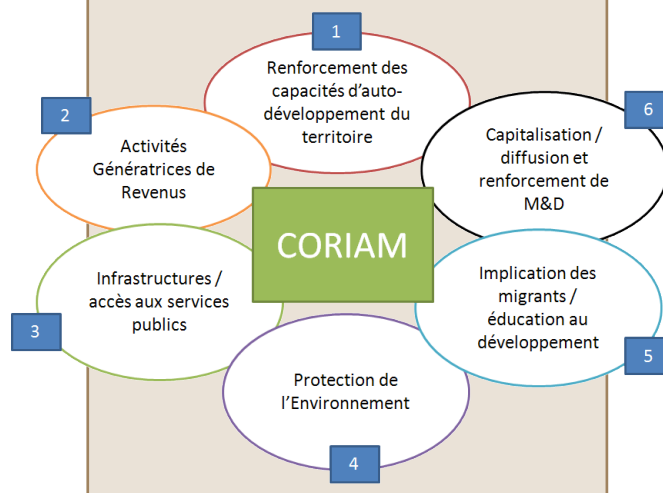 1
Renforcement des
capacités d'auto-
développement du
territoire
2
Activités
Génératrices de
Revenus
6
Capitalisation /
diffusion et
renforcement de
M&D
CORIAM
Infrastructures /
accès aux services
publics
3
Implication des
migrants /
éducation au
développement
5
Protection de
l'Environnement
4